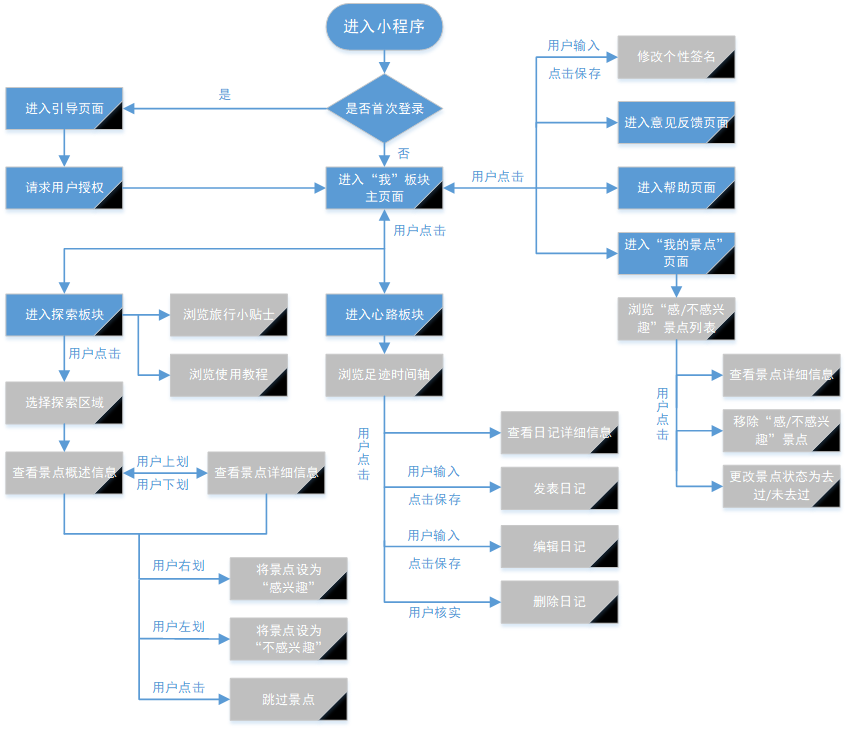 进入小程序
是否首次登录
是
否
进入引导页面
请求用户授权
进入“我”板块
主页面
用户点击
用户输入
点击保存
修改个性签名
进入意见反馈页面
进入帮助页面
进入“我的景点”
页面
浏览“感/不感兴
趣”景点列表
用户点击
查看景点详细信息
移除“感/不感兴
趣”景点
更改景点状态为去
过/未去过
用户点击
进入探索板块
浏览旅行小贴士
浏览使用教程
用户点击
选择探索区域
查看景点概述信息
用户上划
用户下划
查看景点详细信息
用户右划
将景点设为
“感兴趣”
用户左划
将景点设为
“不感兴趣”
用户点击
跳过景点
进入心路板块
浏览足迹时间轴
用户点击
查看日记详细信息
用户输入
点击保存
发表日记
用户输入
点击保存
编辑日记
用户核实
删除日记